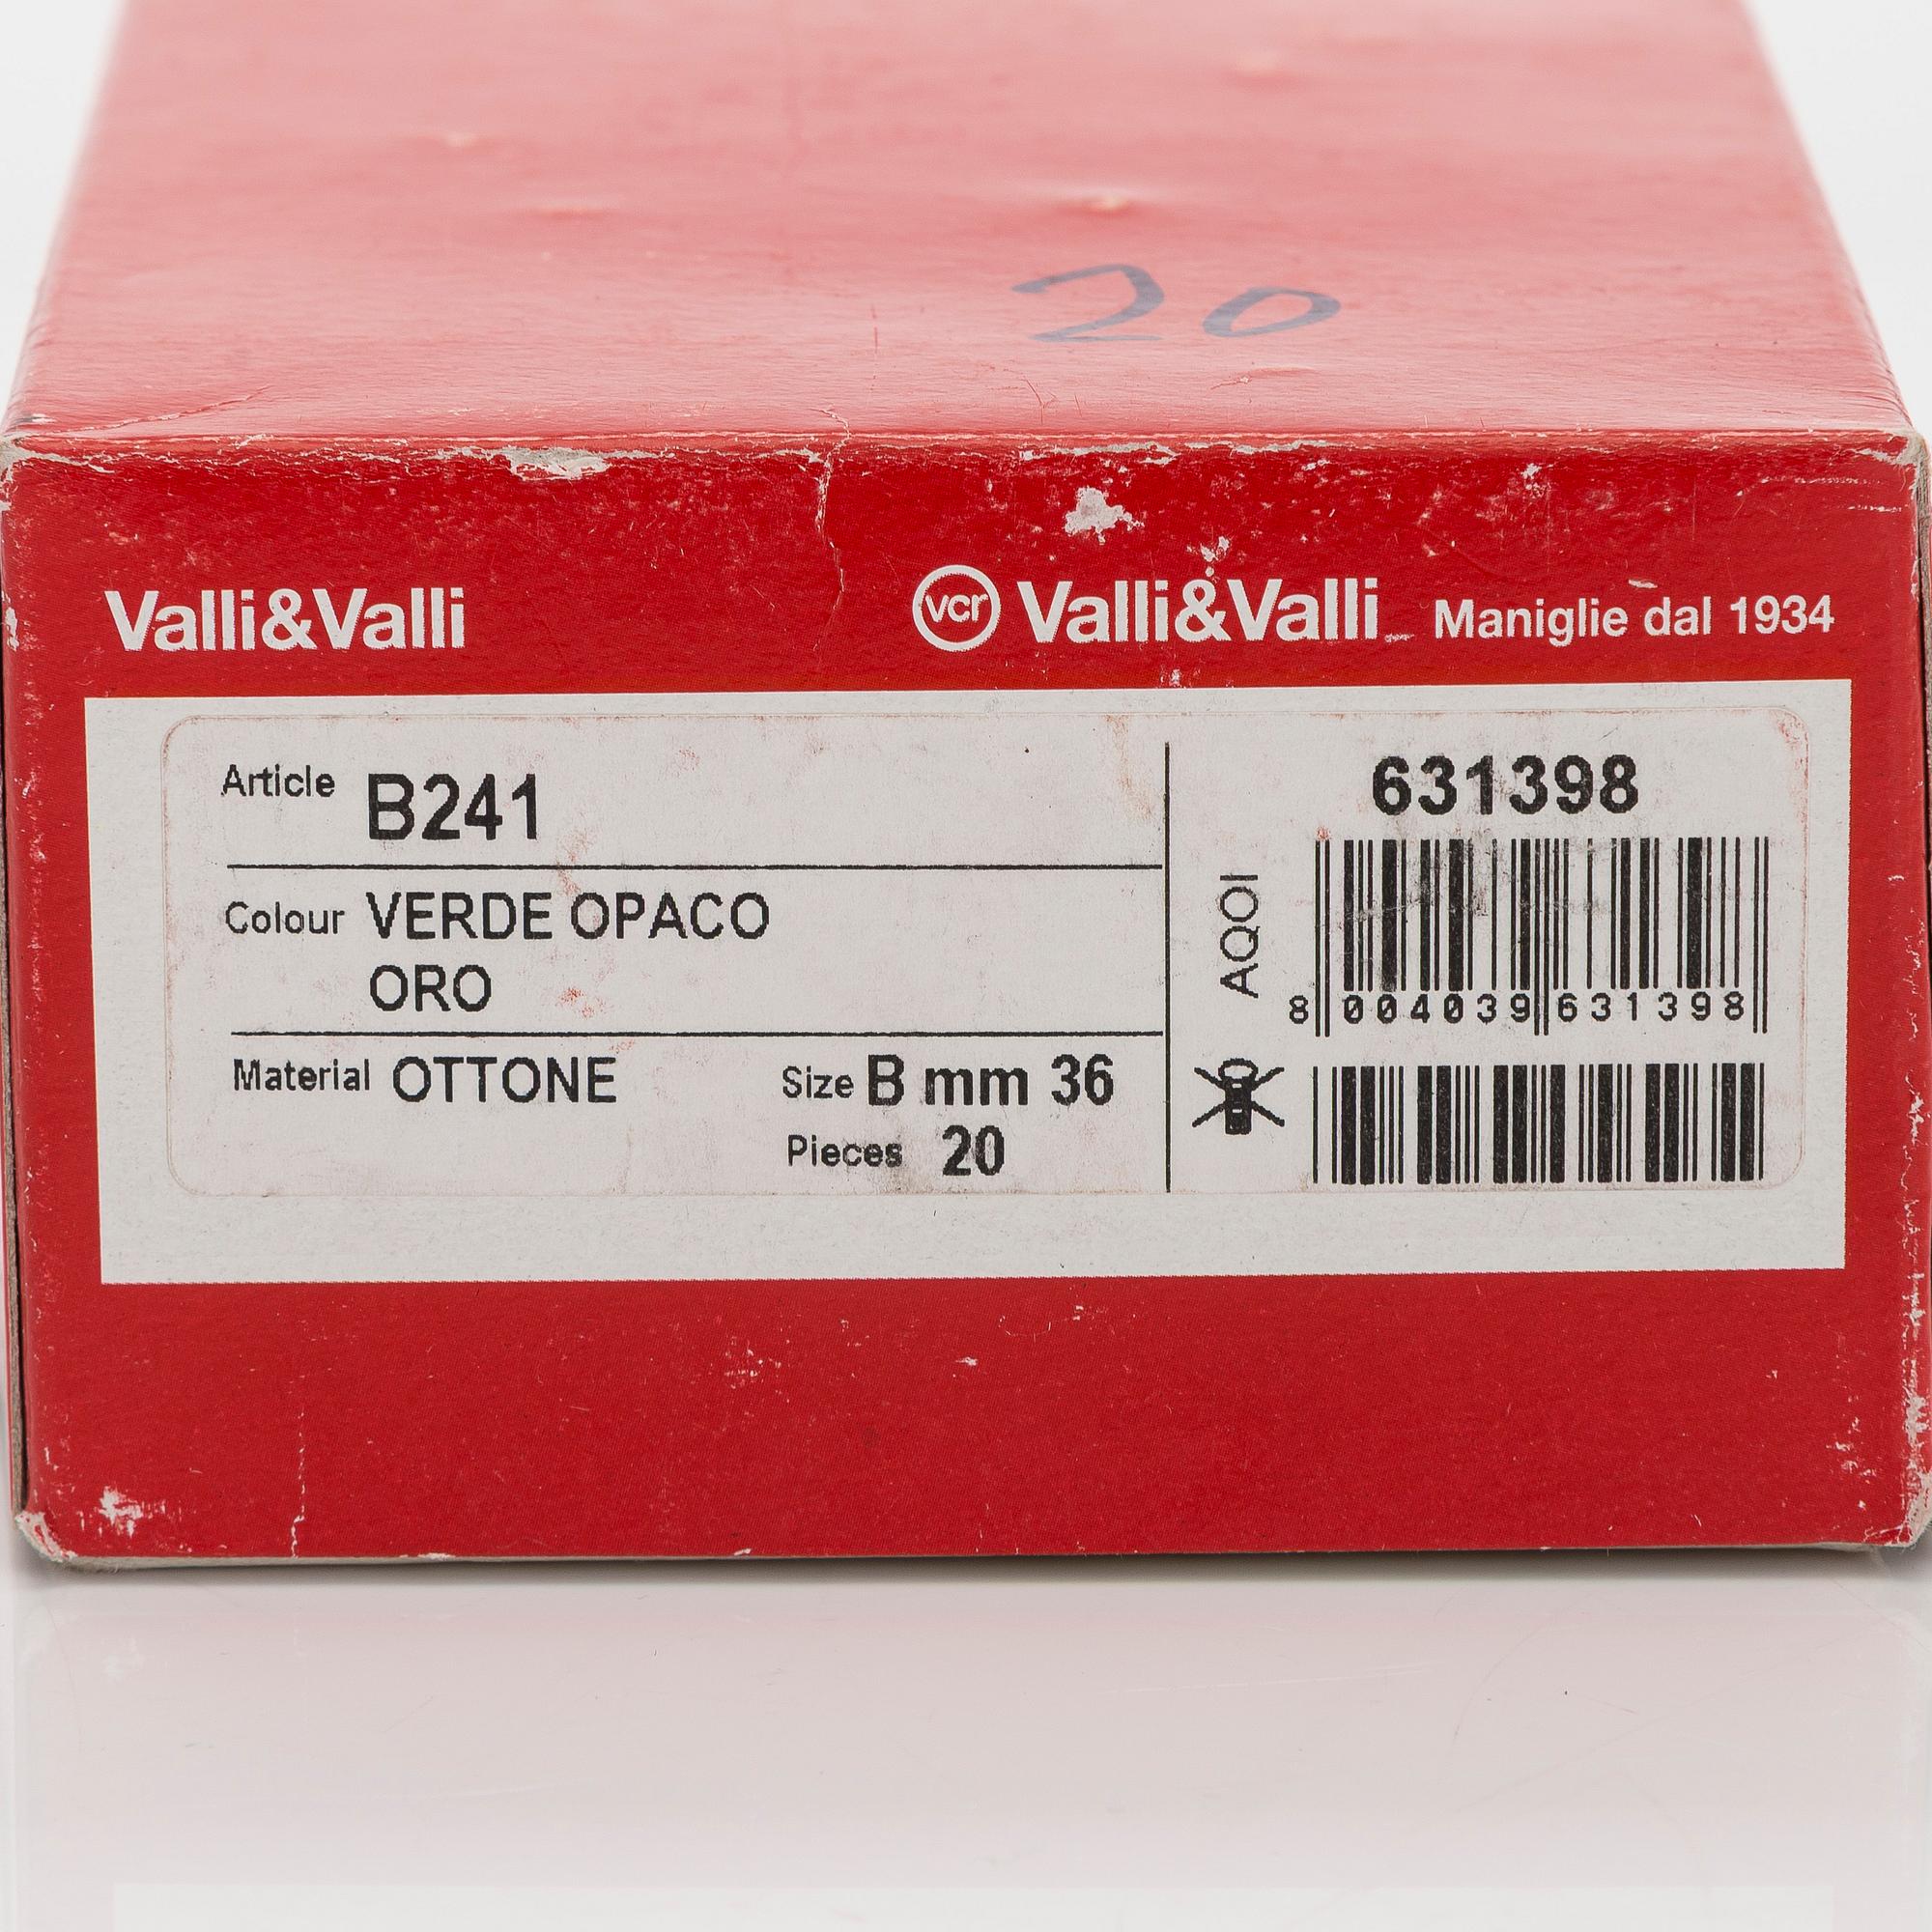 20
Valli&Valli
vcr Valli&Valli Maniglie dal 1934
Article B241
Colour VERDE OPACO
ORO
Material OTTONE Size B mm 36
Pieces 20
631398
AQOI
8 004039 631398